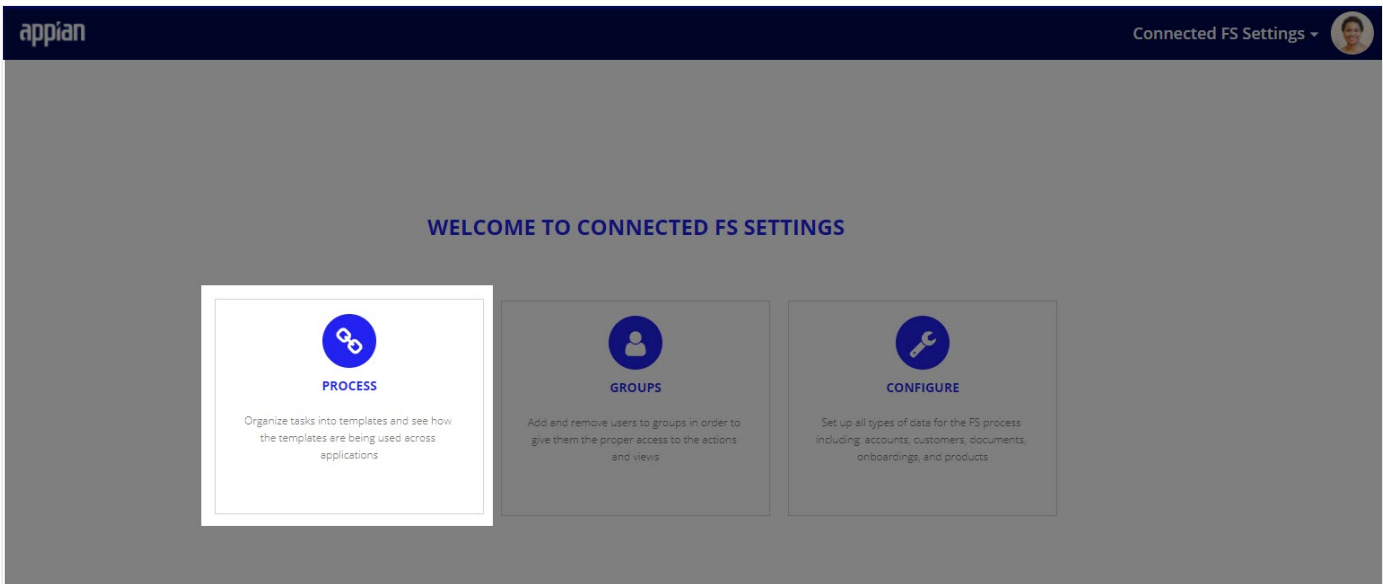 appian
Connected FS Settings
WELCOME TO CONNECTED FS SETTINGS
PROCESS
Organize tasks into templates and see how
the templates are being used across
applications
GROUPS
Add and remove users to groups in order to
give them the proper access to the actions
and views
CONFIGURE
Set up all types of data for the FS process
including: accounts, customers, documents,
onboardings, and products